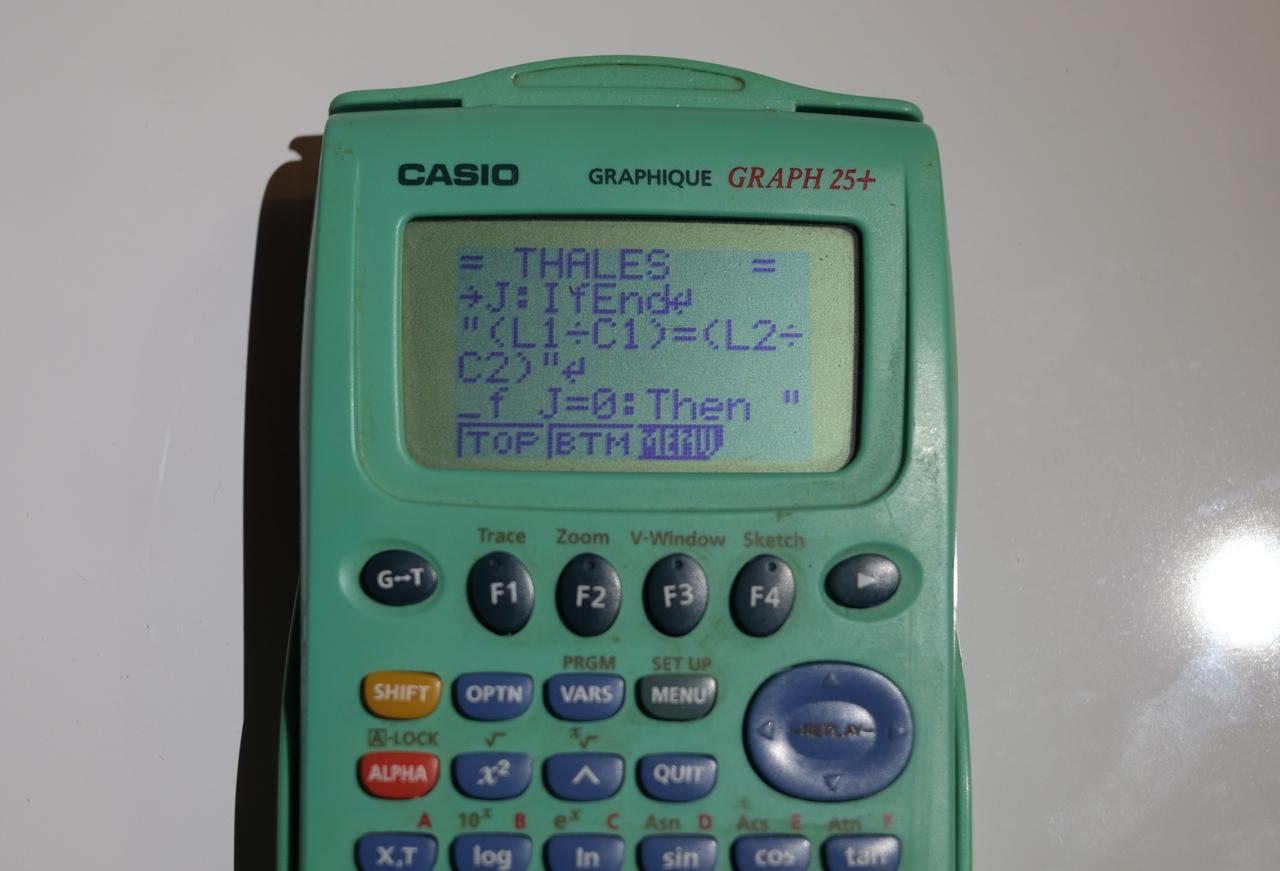 CASIO GRAPHIQUE GRAPH 25+
= THALES =
→J:IfEnd↵
"(L1÷C1)=(L2÷
C2)"↵
_f J=0:Then "
TOP BTM MENU
Trace Zoom V-Window Sketch
G↔T F1 F2 F3 F4 ►
PRGM SET UP
SHIFT OPTN VARS MENU
REPLAY
A-LOCK √ ˣ√
ALPHA x² ^ QUIT
A 10ˣ B eˣ C Asn D Acs E Atn F
X,T log ln sin cos tan